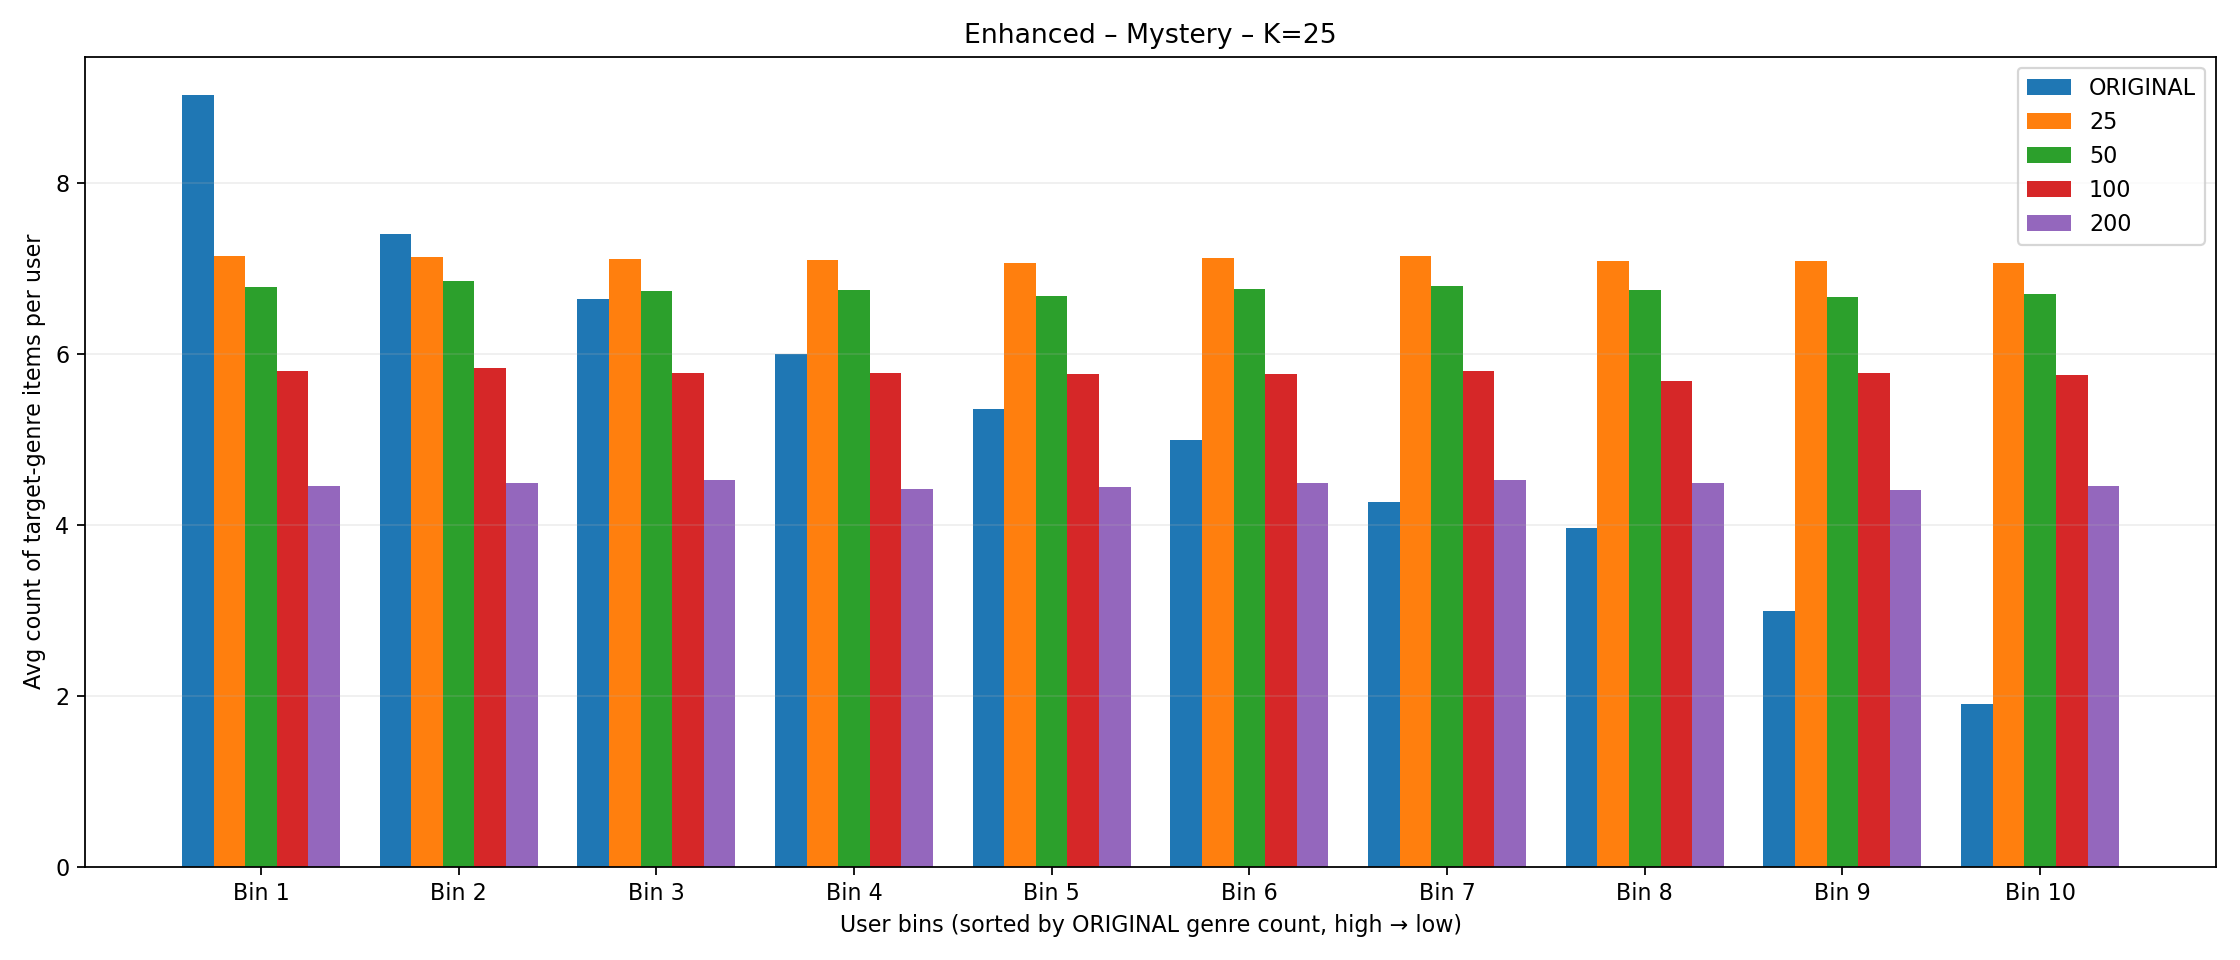 Enhanced – Mystery – K=25
ORIGINAL
25
50
100
200
Avg count of target-genre items per user
8
6
4
2
0
Bin 1 Bin 2 Bin 3 Bin 4 Bin 5 Bin 6 Bin 7 Bin 8 Bin 9 Bin 10
User bins (sorted by ORIGINAL genre count, high → low)